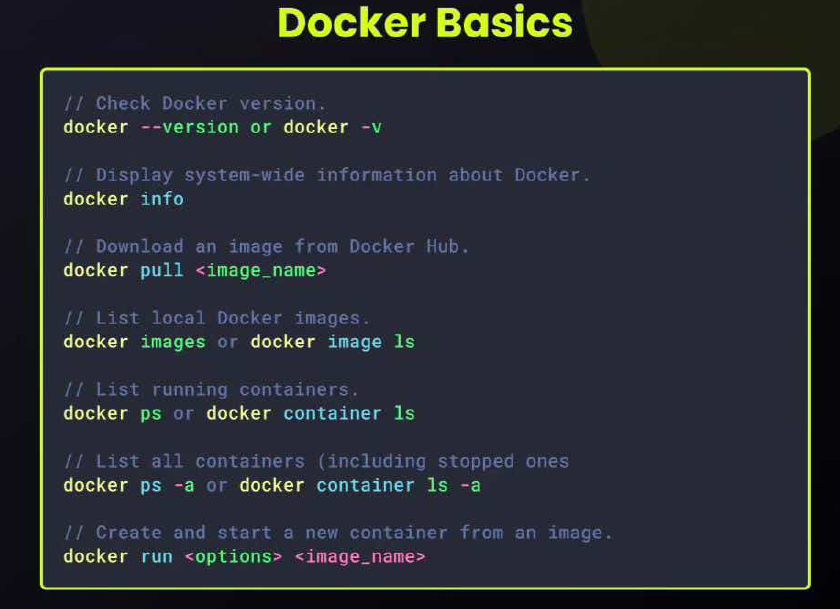 Docker Basics
// Check Docker version.
docker --version or docker -v
// Display system-wide information about Docker.
docker info
// Download an image from Docker Hub.
docker pull <image_name>
// List local Docker images.
docker images or docker image ls
// List running containers.
docker ps or docker container ls
// List all containers (including stopped ones
docker ps -a or docker container ls -a
// Create and start a new container from an image.
docker run <options> <image_name>